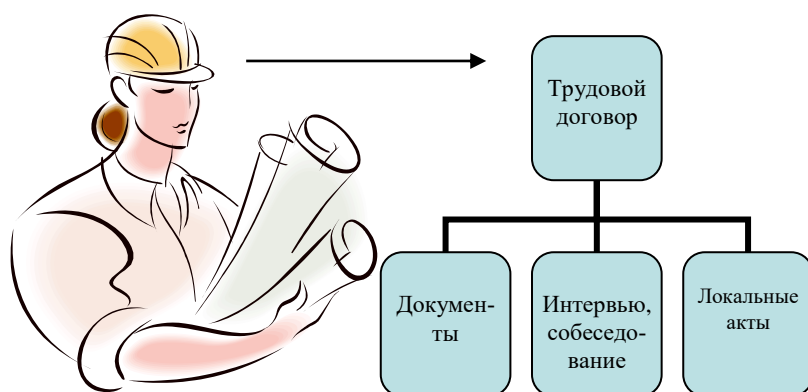 Трудовой
договор
Докумен-
ты
Интервью,
собеседо-
вание
Локальные
акты